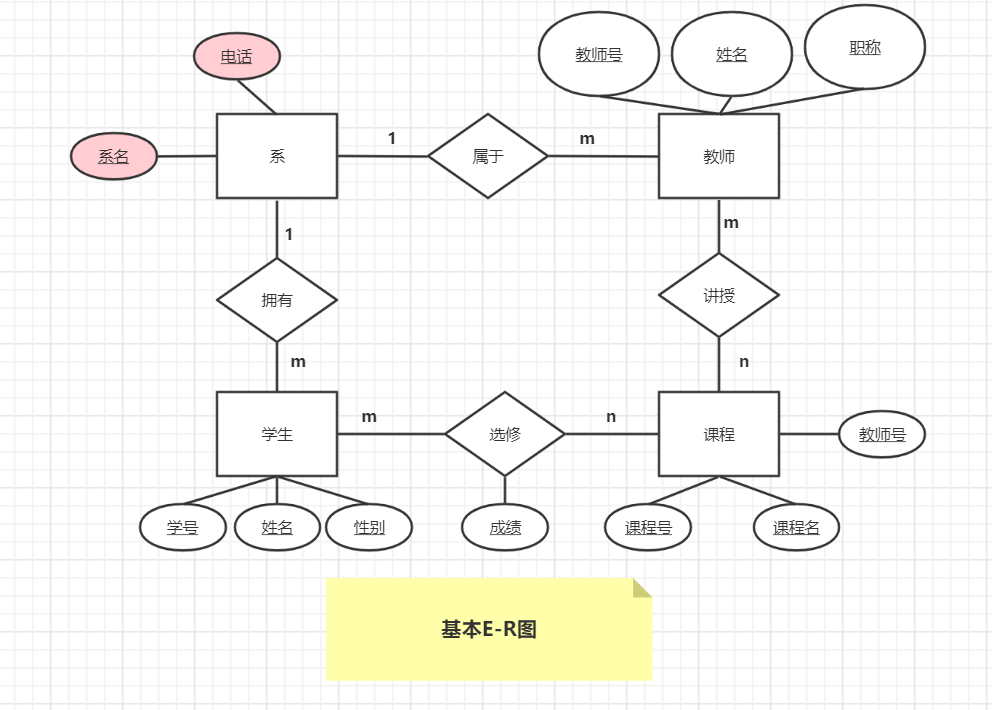 电话
教师号
姓名
职称
系名
系
1
属于
m
教师
1
m
拥有
讲授
m
n
学生
m
选修
n
课程
教师号
学号
姓名
性别
成绩
课程号
课程名
基本E-R图